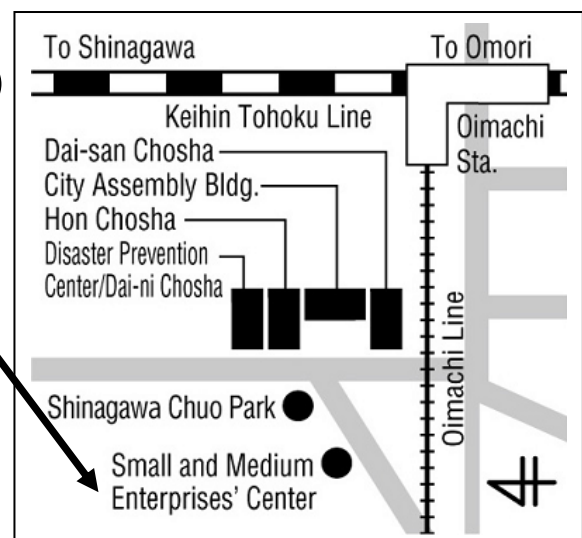 To Shinagawa
To Omori
Keihin Tohoku Line
Oimachi
Sta.
Dai-san Chosha
City Assembly Bldg.
Hon Chosha
Disaster Prevention
Center/Dai-ni Chosha
Oimachi Line
Shinagawa Chuo Park
Small and Medium
Enterprises' Center